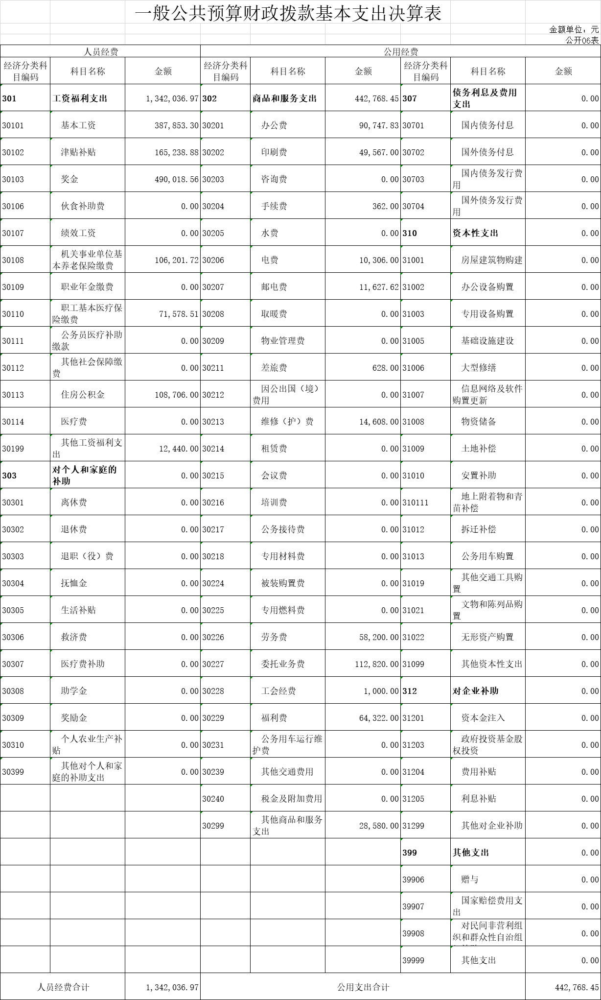 一般公共预算财政拨款基本支出决算表
金额单位：元
公开06表
人员经费 公用经费
经济分类科目编码 科目名称 金额 经济分类科目编码 科目名称 金额 经济分类科目编码 科目名称 金额
301 工资福利支出 1,342,036.97 302 商品和服务支出 442,768.45 307 债务利息及费用支出 0.00
30101 基本工资 387,853.30 30201 办公费 90,747.83 30701 国内债务付息 0.00
30102 津贴补贴 165,238.88 30202 印刷费 49,567.00 30702 国外债务付息 0.00
30103 奖金 490,018.56 30203 咨询费 0.00 30703 国内债务发行费用 0.00
30106 伙食补助费 0.00 30204 手续费 362.00 30704 国外债务发行费用 0.00
30107 绩效工资 0.00 30205 水费 0.00 310 资本性支出 0.00
30108 机关事业单位基本养老保险缴费 106,201.72 30206 电费 10,306.00 31001 房屋建筑物购建 0.00
30109 职业年金缴费 0.00 30207 邮电费 11,627.62 31002 办公设备购置 0.00
30110 职工基本医疗保险缴费 71,578.51 30208 取暖费 0.00 31003 专用设备购置 0.00
30111 公务员医疗补助缴款 0.00 30209 物业管理费 0.00 31005 基础设施建设 0.00
30112 其他社会保障缴费 0.00 30211 差旅费 628.00 31006 大型修缮 0.00
30113 住房公积金 108,706.00 30212 因公出国（境）费用 0.00 31007 信息网络及软件购置更新 0.00
30114 医疗费 0.00 30213 维修（护）费 14,608.00 31008 物资储备 0.00
30199 其他工资福利支出 12,440.00 30214 租赁费 0.00 31009 土地补偿 0.00
303 对个人和家庭的补助 0.00 30215 会议费 0.00 31010 安置补助 0.00
30301 离休费 0.00 30216 培训费 0.00 310111 地上附着物和青苗补偿 0.00
30302 退休费 0.00 30217 公务接待费 0.00 31012 拆迁补偿 0.00
30303 退职（役）费 0.00 30218 专用材料费 0.00 31013 公务用车购置 0.00
30304 抚恤金 0.00 30224 被装购置费 0.00 31019 其他交通工具购置 0.00
30305 生活补贴 0.00 30225 专用燃料费 0.00 31021 文物和陈列品购置 0.00
30306 救济费 0.00 30226 劳务费 58,200.00 31022 无形资产购置 0.00
30307 医疗费补助 0.00 30227 委托业务费 112,820.00 31099 其他资本性支出 0.00
30308 助学金 0.00 30228 工会经费 1,000.00 312 对企业补助 0.00
30309 奖励金 0.00 30229 福利费 64,322.00 31201 资本金注入 0.00
30310 个人农业生产补贴 0.00 30231 公务用车运行维护费 0.00 31203 政府投资基金股权投资 0.00
30399 其他对个人和家庭的补助支出 0.00 30239 其他交通费用 0.00 31204 费用补贴 0.00
30240 税金及附加费用 0.00 31205 利息补贴 0.00
30299 其他商品和服务支出 28,580.00 31299 其他对企业补助 0.00
399 其他支出 0.00
39906 赠与 0.00
39907 国家赔偿费用支出 0.00
39908 对民间非营利组织和群众性自治组 0.00
39999 其他支出 0.00
人员经费合计 1,342,036.97 公用支出合计 442,768.45